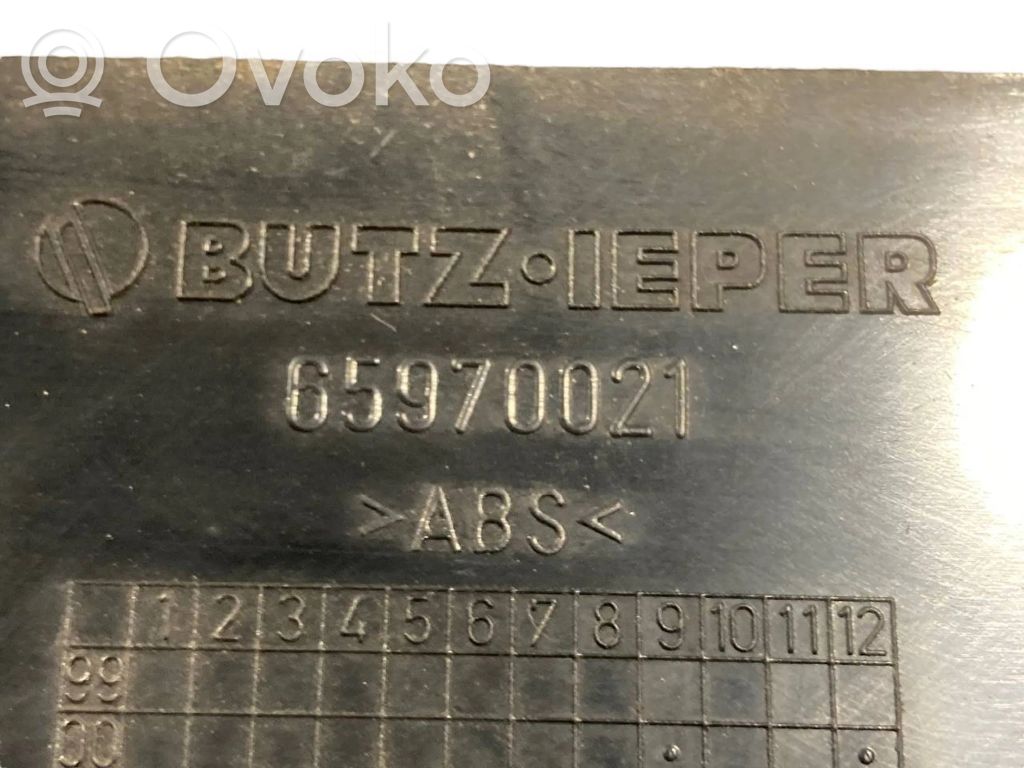 Ovoko
BUTZ·IEPER
65970021
>ABS<
1 2 3 4 5 6 7 8 9 10 11 12
99
00